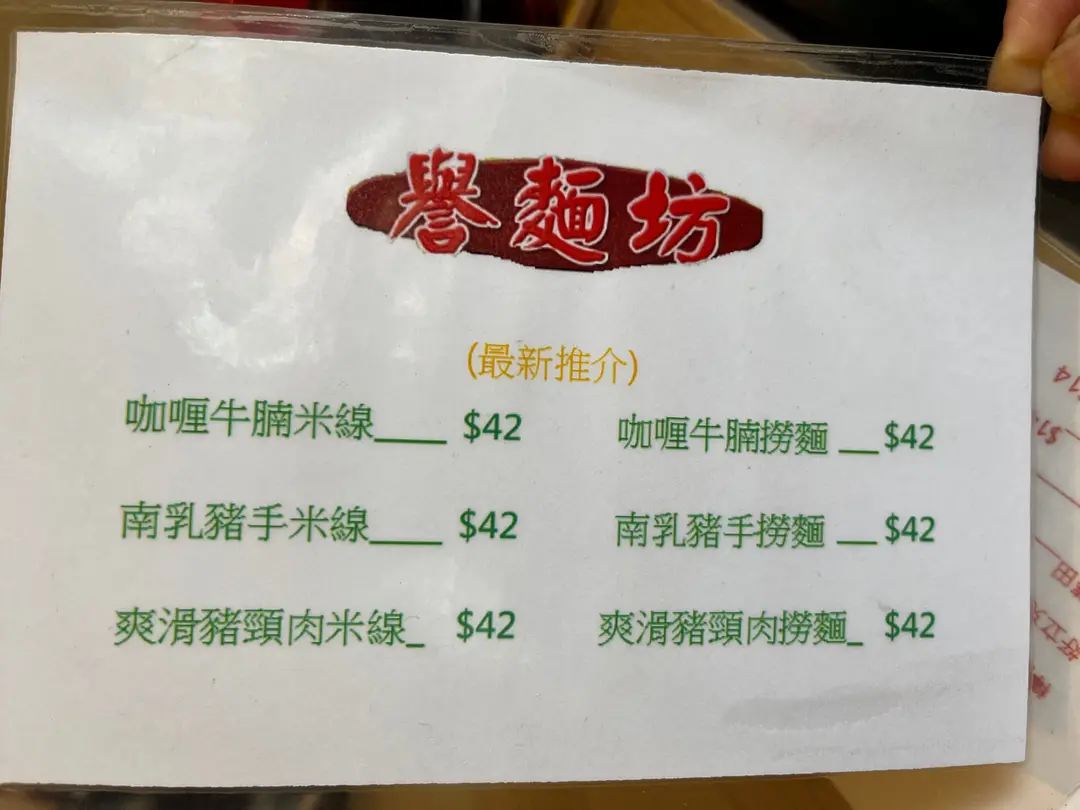 譽麵坊
(最新推介)
咖喱牛腩米線____ $42
咖喱牛腩撈麵 __$42
南乳豬手米線____ $42
南乳豬手撈麵 __$42
爽滑豬頸肉米線_ $42
爽滑豬頸肉撈麵_ $42